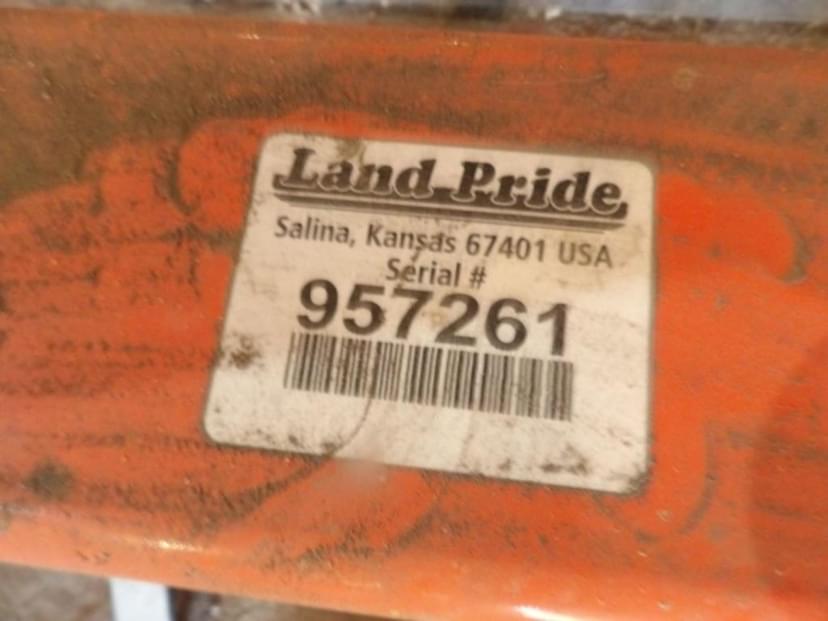 Land Pride
Salina, Kansas 67401 USA
Serial #
957261